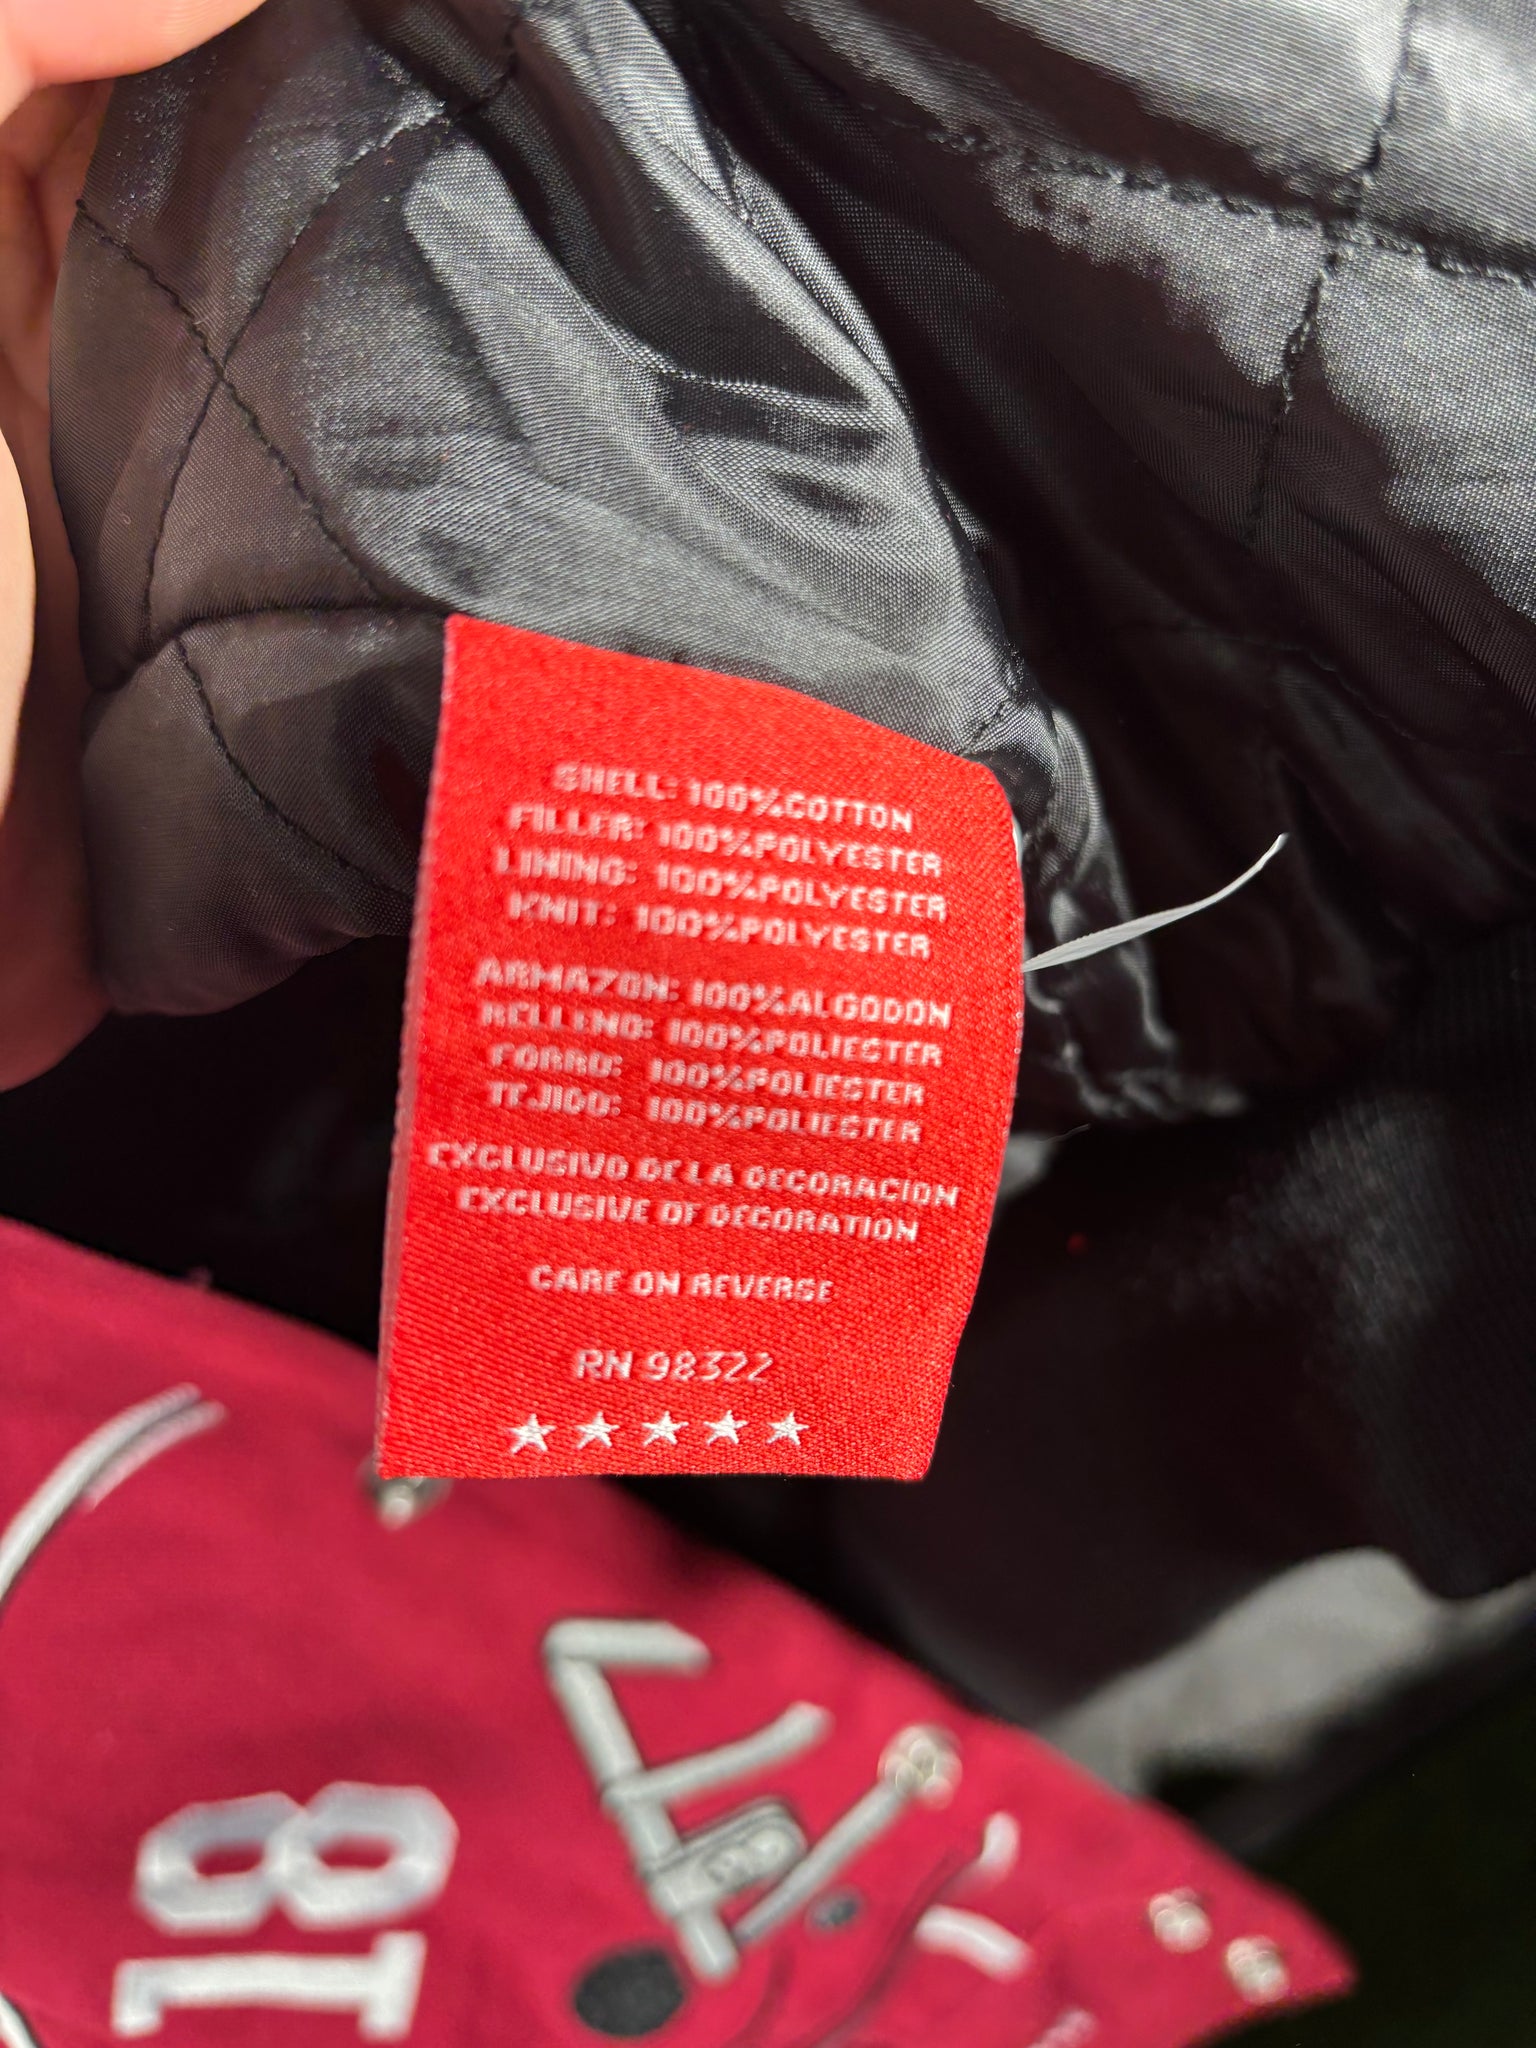 SHELL: 100%COTTON
FILLER: 100%POLYESTER
LINING: 100%POLYESTER
KNIT: 100%POLYESTER
ARMAZON: 100%ALGODON
RELLENO: 100%POLIESTER
FORRO: 100%POLIESTER
TEJIDO: 100%POLIESTER
EXCLUSIVO DE LA DECORACION
EXCLUSIVE OF DECORATION
CARE ON REVERSE
RN 98322
18